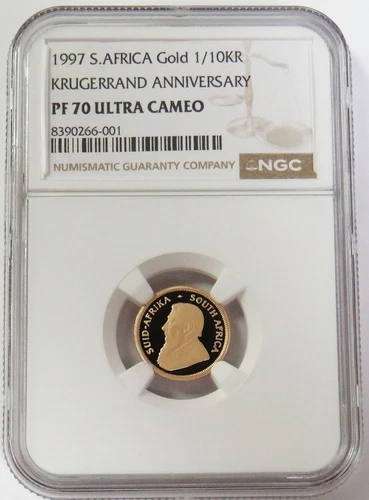 1997 S.AFRICA Gold 1/10KR
KRUGERRAND ANNIVERSARY
PF 70 ULTRA CAMEO
8390266-001
NUMISMATIC GUARANTY COMPANY
NGC
SUID-AFRIKA SOUTH AFRICA